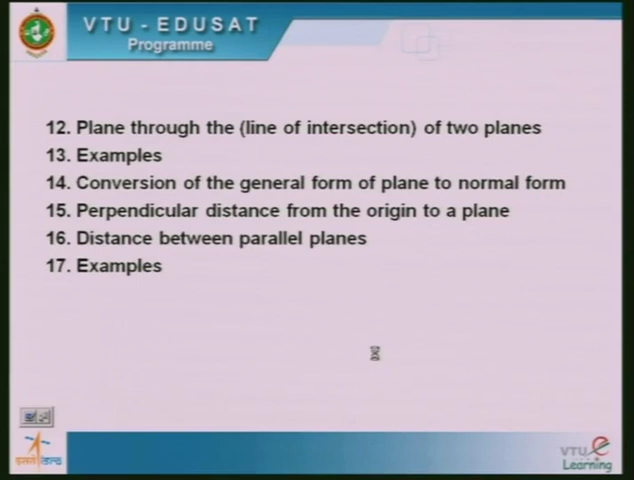 VTU - EDUSAT
Programme
12. Plane through the (line of intersection) of two planes
13. Examples
14. Conversion of the general form of plane to normal form
15. Perpendicular distance from the origin to a plane
16. Distance between parallel planes
17. Examples
इसरो isro
VTU e
Learning